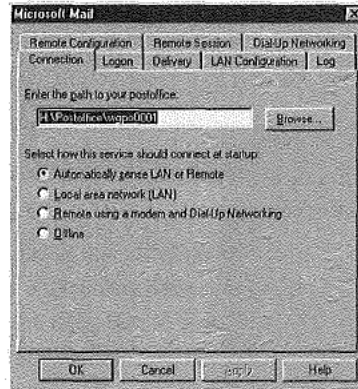 Microsoft Mail
Remote Configuration Remote Session Dial-Up Networking
Connection Logon Delivery LAN Configuration Log
Enter the path to your postoffice:
H:\Postoffice\wgpo0001
Browse...
Select how this service should connect at startup:
Automatically sense LAN or Remote
Local area network (LAN)
Remote using a modem and Dial-Up Networking
Offline
OK Cancel Apply Help